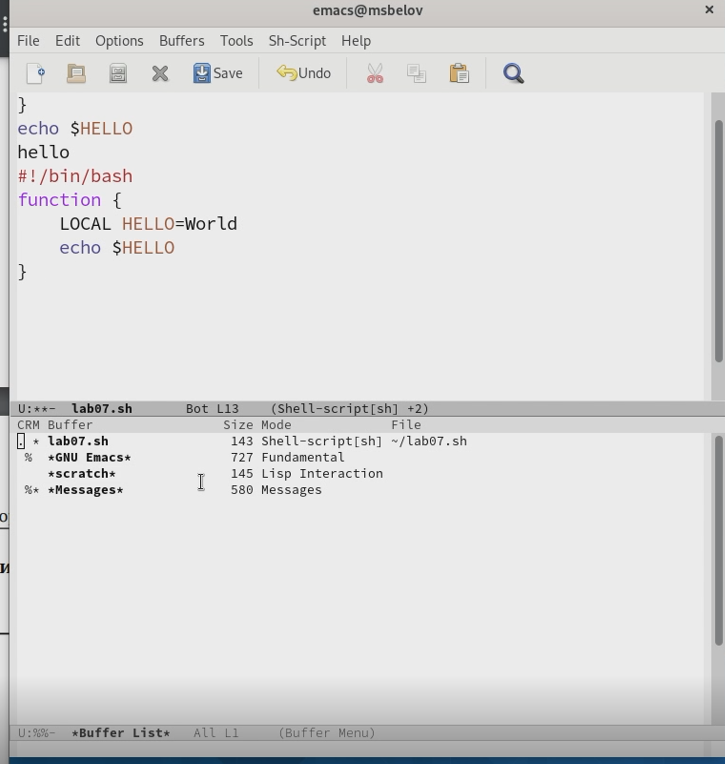 emacs@msbelov ×
File Edit Options Buffers Tools Sh-Script Help
Save Undo
}
echo $HELLO
hello
#!/bin/bash
function {
    LOCAL HELLO=World
    echo $HELLO
}
U:**-  lab07.sh       Bot L13    (Shell-script[sh] +2)
CRM Buffer                Size Mode             File
. * lab07.sh               143 Shell-script[sh] ~/lab07.sh
 %  *GNU Emacs*            727 Fundamental
    *scratch*              145 Lisp Interaction
 %* *Messages*             580 Messages
U:%%-  *Buffer List*   All L1     (Buffer Menu)